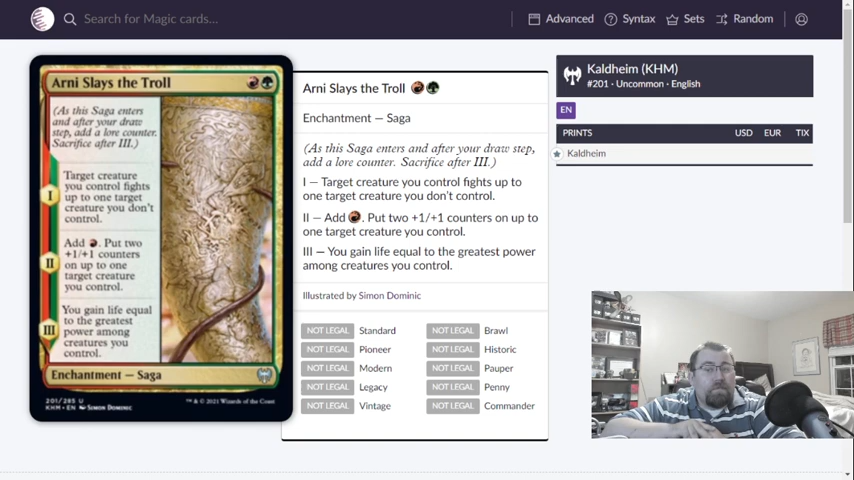 Search for Magic cards...
Advanced
Syntax
Sets
Random
Arni Slays the Troll
(As this Saga enters
and after your draw
step, add a lore counter.
Sacrifice after III.)
I
Target creature
you control fights
up to one target
creature you don't
control.
II
Add . Put two
+1/+1 counters
on up to one
target creature
you control.
III
You gain life equal
to the greatest
power among
creatures you
control.
Enchantment — Saga
201/285 U
KHM • EN SIMON DOMINIC
™ & © 2021 Wizards of the Coast
Arni Slays the Troll
Enchantment — Saga
(As this Saga enters and after your draw step,
add a lore counter. Sacrifice after III.)
I — Target creature you control fights up to
one target creature you don't control.
II — Add . Put two +1/+1 counters on up to
one target creature you control.
III — You gain life equal to the greatest power
among creatures you control.
Illustrated by Simon Dominic
NOT LEGAL Standard NOT LEGAL Brawl
NOT LEGAL Pioneer NOT LEGAL Historic
NOT LEGAL Modern NOT LEGAL Pauper
NOT LEGAL Legacy NOT LEGAL Penny
NOT LEGAL Vintage NOT LEGAL Commander
Kaldheim (KHM)
#201 • Uncommon • English
EN
PRINTS USD EUR TIX
Kaldheim